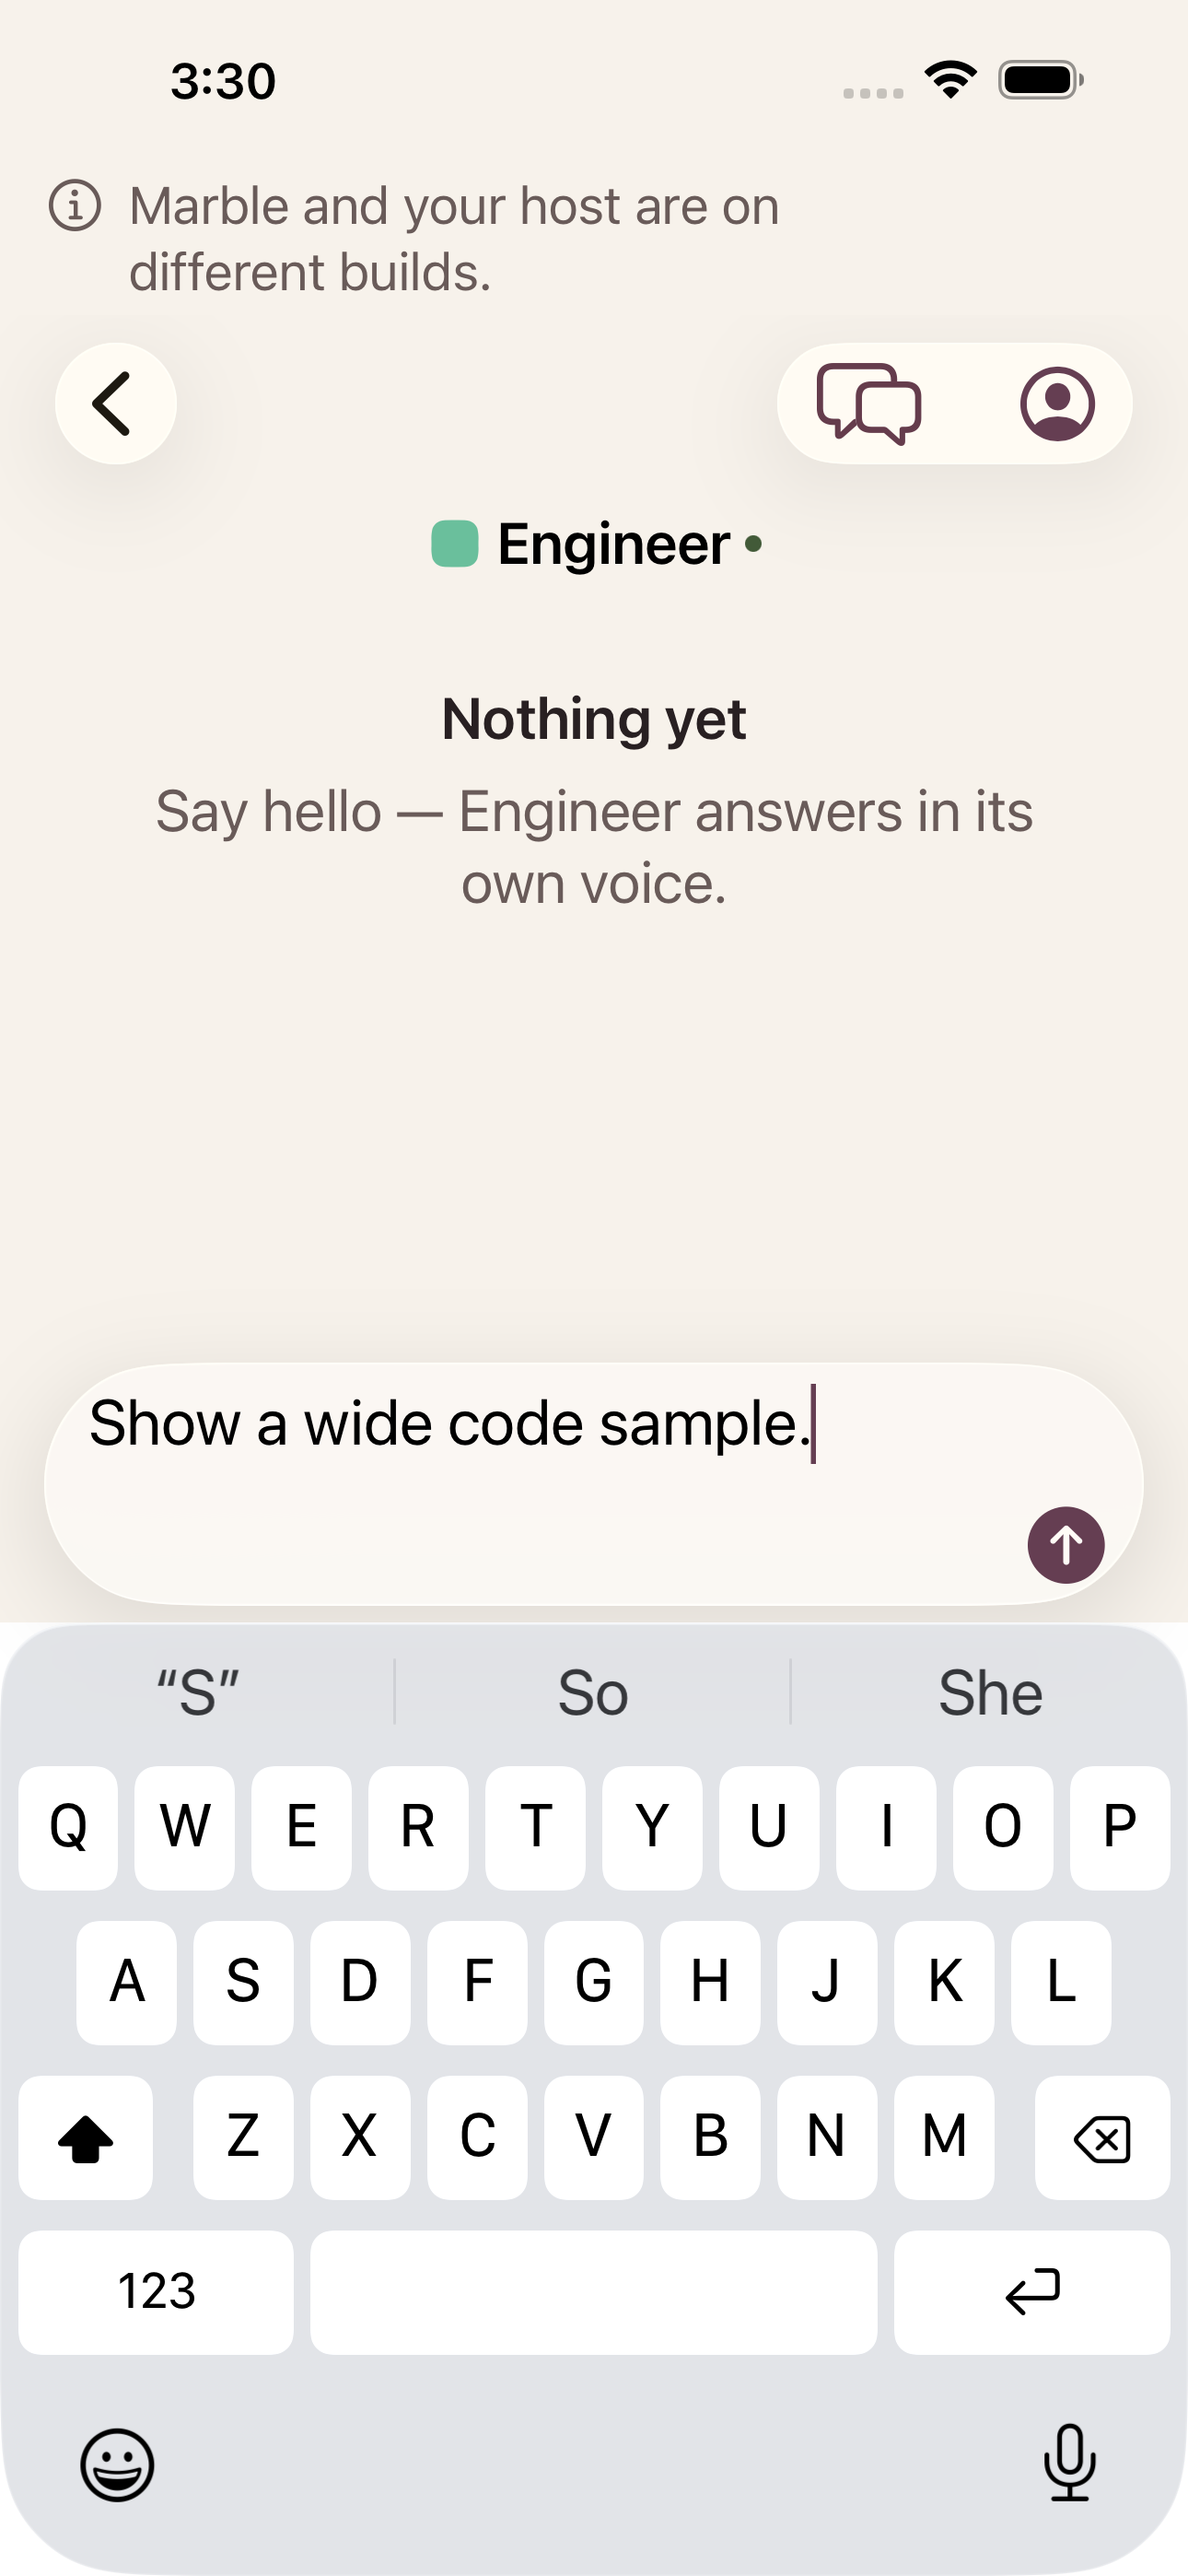 3:30
Marble and your host are on
different builds.
Engineer
Nothing yet
Say hello — Engineer answers in its
own voice.
Show a wide code sample.
“S” So She
Q W E R T Y U I O P
A S D F G H J K L
Z X C V B N M
123